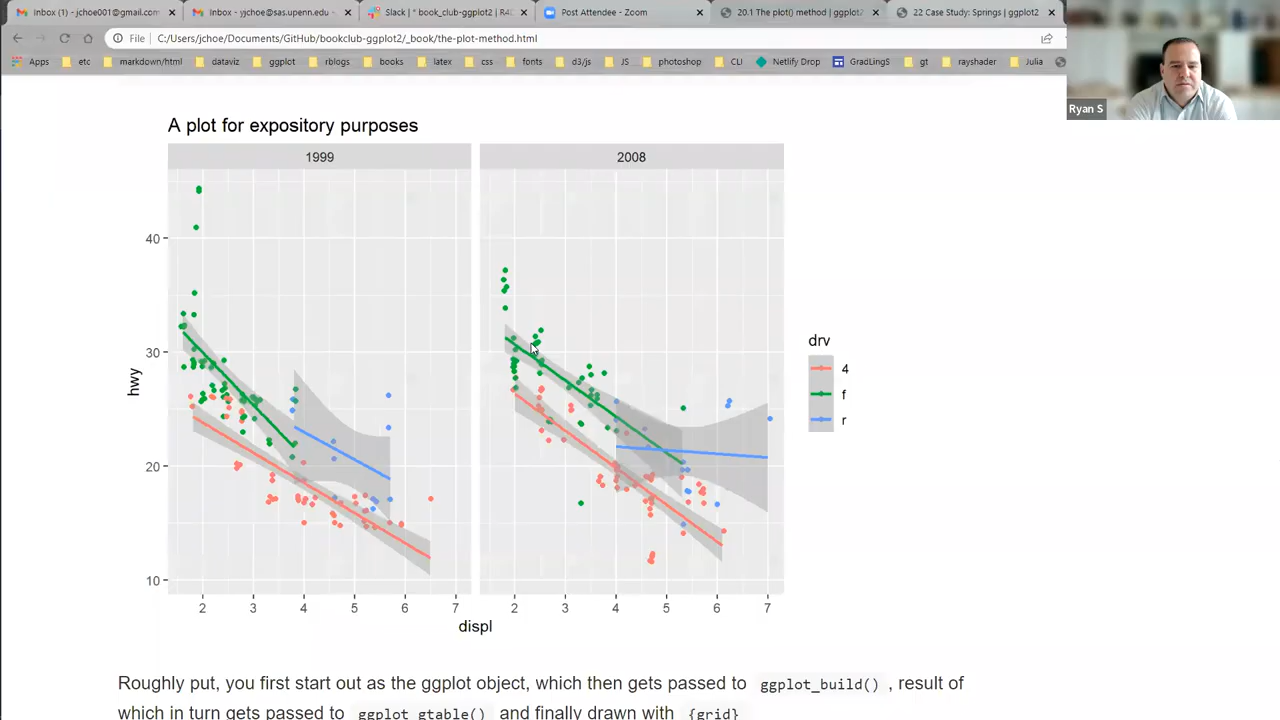 Inbox (1) - jchoe001@gmail.com
Inbox - yjchoe@sas.upenn.edu -
Slack | * book_club-ggplot2 | R4D
Post Attendee - Zoom
20.1 The plot() method | ggplot2
22 Case Study: Springs | ggplot2
File C:/Users/jchoe/Documents/GitHub/bookclub-ggplot2/_book/the-plot-method.html
Apps etc markdown/html dataviz ggplot rblogs books latex css fonts d3/js JS photoshop CLI Netlify Drop GradLingS gt rayshader Julia
Ryan S
A plot for expository purposes
1999 2008
40
30
20
10
hwy
2 3 4 5 6 7 2 3 4 5 6 7
displ
drv
4
f
r
Roughly put, you first start out as the ggplot object, which then gets passed to ggplot_build() , result of
which in turn gets passed to ggplot_gtable() and finally drawn with {grid}